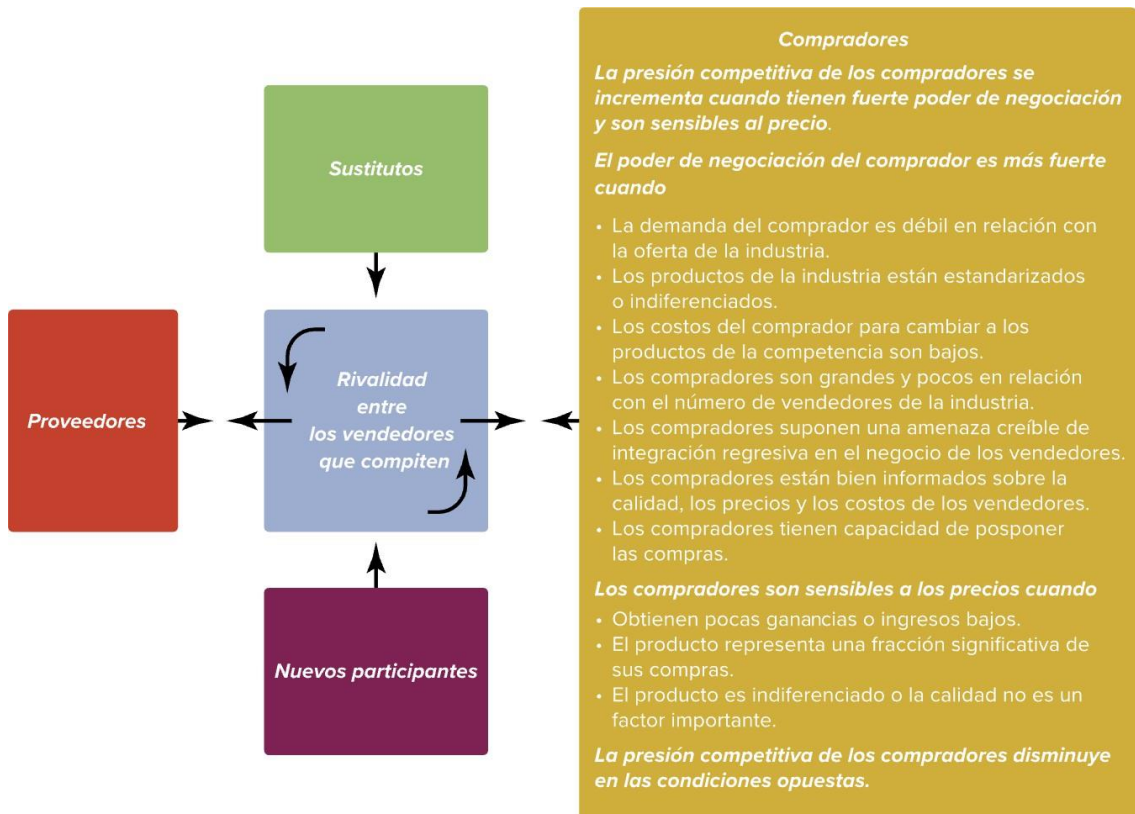 Sustitutos
Proveedores
Rivalidad
entre
los vendedores
que compiten
Nuevos participantes
Compradores
La presión competitiva de los compradores se
incrementa cuando tienen fuerte poder de negociación
y son sensibles al precio.
El poder de negociación del comprador es más fuerte
cuando
• La demanda del comprador es débil en relación con
la oferta de la industria.
• Los productos de la industria están estandarizados
o indiferenciados.
• Los costos del comprador para cambiar a los
productos de la competencia son bajos.
• Los compradores son grandes y pocos en relación
con el número de vendedores de la industria.
• Los compradores suponen una amenaza creíble de
integración regresiva en el negocio de los vendedores.
• Los compradores están bien informados sobre la
calidad, los precios y los costos de los vendedores.
• Los compradores tienen capacidad de posponer
las compras.
Los compradores son sensibles a los precios cuando
• Obtienen pocas ganancias o ingresos bajos.
• El producto representa una fracción significativa de
sus compras.
• El producto es indiferenciado o la calidad no es un
factor importante.
La presión competitiva de los compradores disminuye
en las condiciones opuestas.